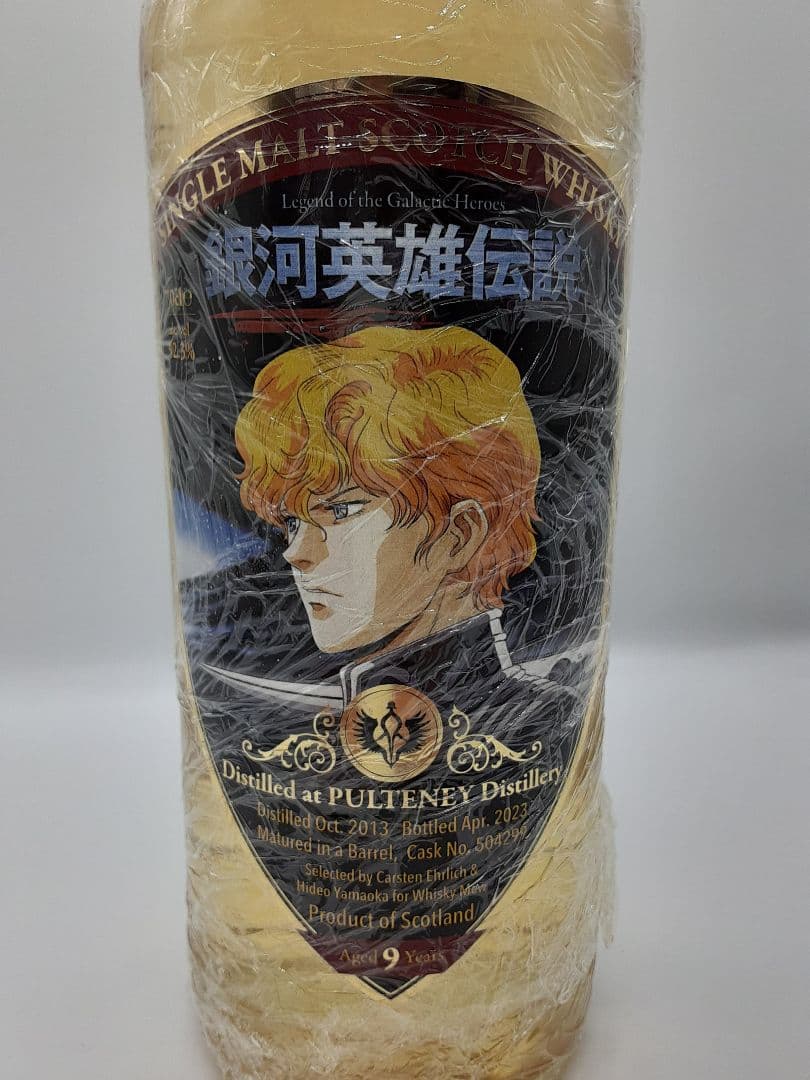 SINGLE MALT SCOTCH WHISKY
Legend of the Galactic Heroes
銀河英雄伝説
Distilled at PULTENEY Distillery
Distilled Oct. 2013 Bottled Apr. 2023
Matured in a Barrel, Cask No.
Selected by Carsten Ehrlich &
Hideo Yamaoka for Whisky Mew
Product of Scotland
Aged 9 Years